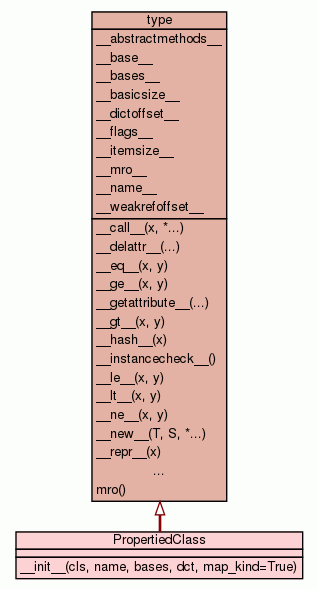 type
__abstractmethods__
__base__
__bases__
__basicsize__
__dictoffset__
__flags__
__itemsize__
__mro__
__name__
__weakrefoffset__
__call__(x, *...)
__delattr__(...)
__eq__(x, y)
__ge__(x, y)
__getattribute__(...)
__gt__(x, y)
__hash__(x)
__instancecheck__()
__le__(x, y)
__lt__(x, y)
__ne__(x, y)
__new__(T, S, *...)
__repr__(x)
...
mro()
PropertiedClass
__init__(cls, name, bases, dct, map_kind=True)